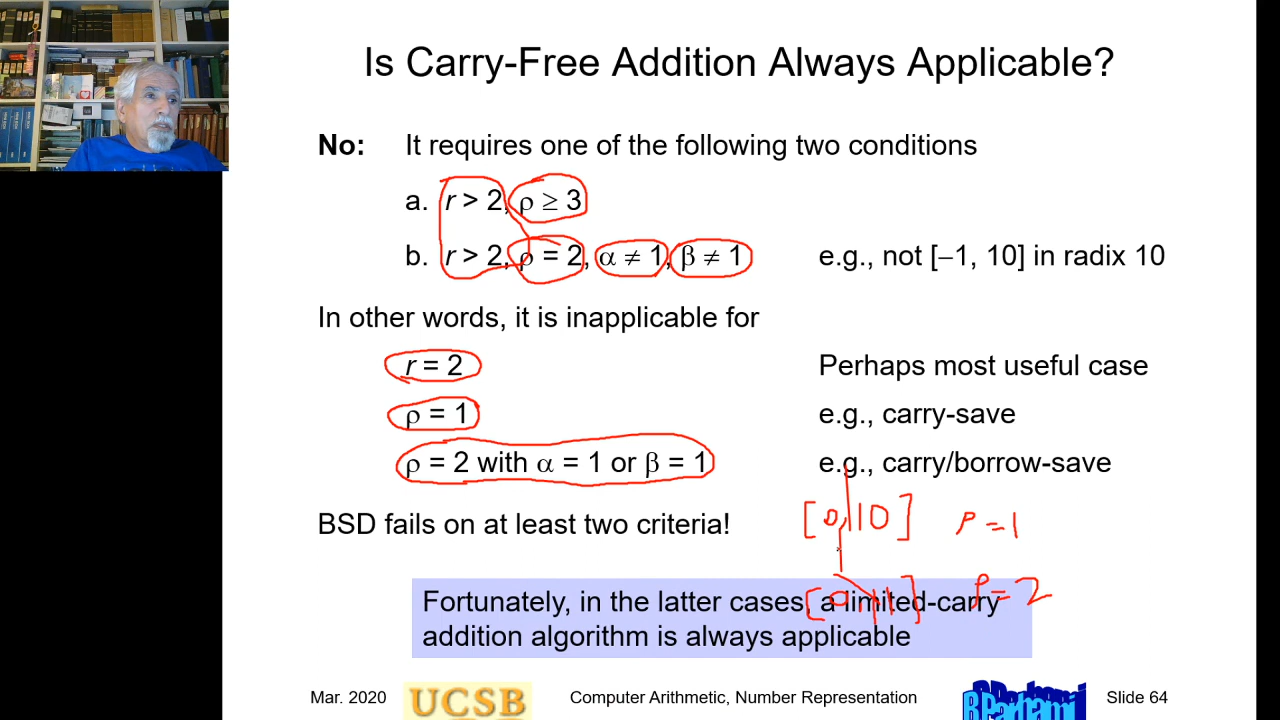 Is Carry-Free Addition Always Applicable?
No: It requires one of the following two conditions
a. r > 2, ρ ≥ 3
b. r > 2, ρ = 2, α ≠ 1, β ≠ 1 e.g., not [−1, 10] in radix 10
In other words, it is inapplicable for
r = 2 Perhaps most useful case
ρ = 1 e.g., carry-save
ρ = 2 with α = 1 or β = 1 e.g., carry/borrow-save
[0, 10] ρ = 1
BSD fails on at least two criteria!
[0, 11] ρ = 2
Fortunately, in the latter cases, a limited-carry
addition algorithm is always applicable
Mar. 2020 UCSB Computer Arithmetic, Number Representation B Parhami Slide 64